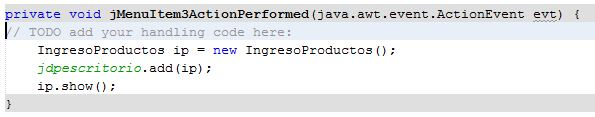 private void jMenuItem3ActionPerformed(java.awt.event.ActionEvent evt) {
// TODO add your handling code here:
IngresoProductos ip = new IngresoProductos();
jdpescritorio.add(ip);
ip.show();
}